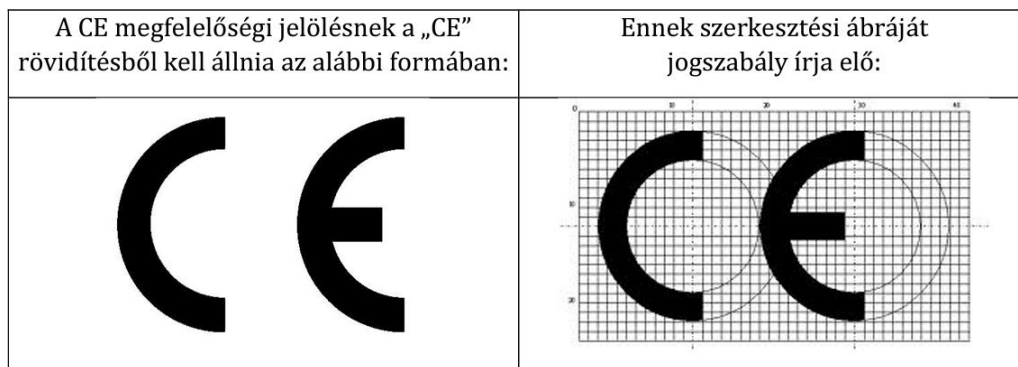 A CE megfelelőségi jelölésnek a „CE”
rövidítésből kell állnia az alábbi formában:
Ennek szerkesztési ábráját
jogszabály írja elő:
CE
0 10 20 30 40
10
20
CE